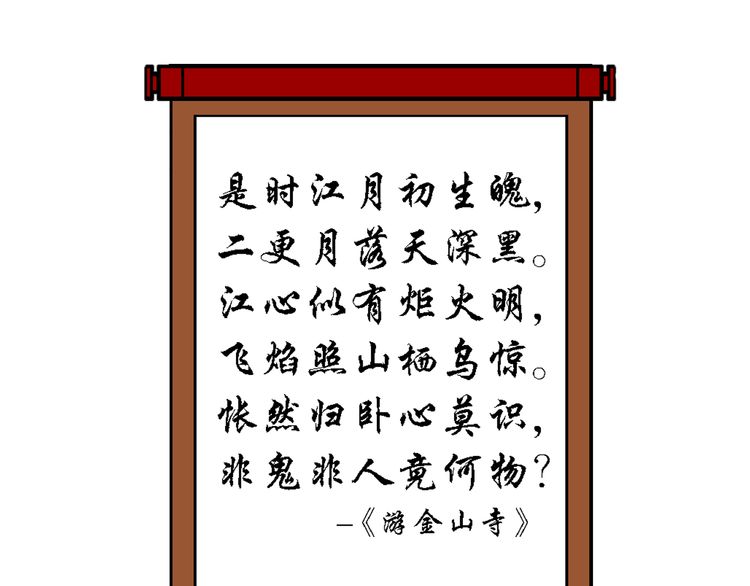 是时江月初生魄，
二更月落天深黑。
江心似有炬火明，
飞焰照山栖鸟惊。
怅然归卧心莫识，
非鬼非人竟何物？
–《游金山寺》